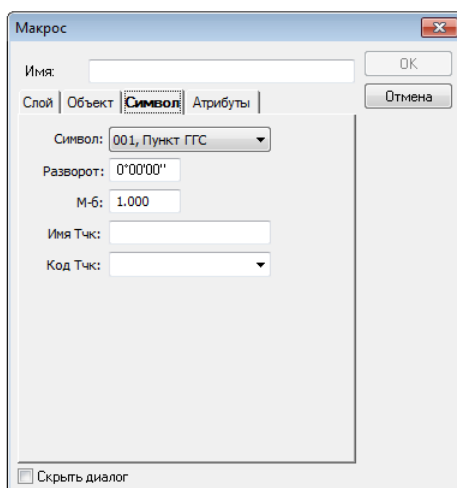 Макрос
Имя:
ОК
Слой Объект Символ Атрибуты
Отмена
Символ: 001, Пункт ГГС
Разворот: 0°00'00''
М-б: 1.000
Имя Тчк:
Код Тчк:
Скрыть диалог